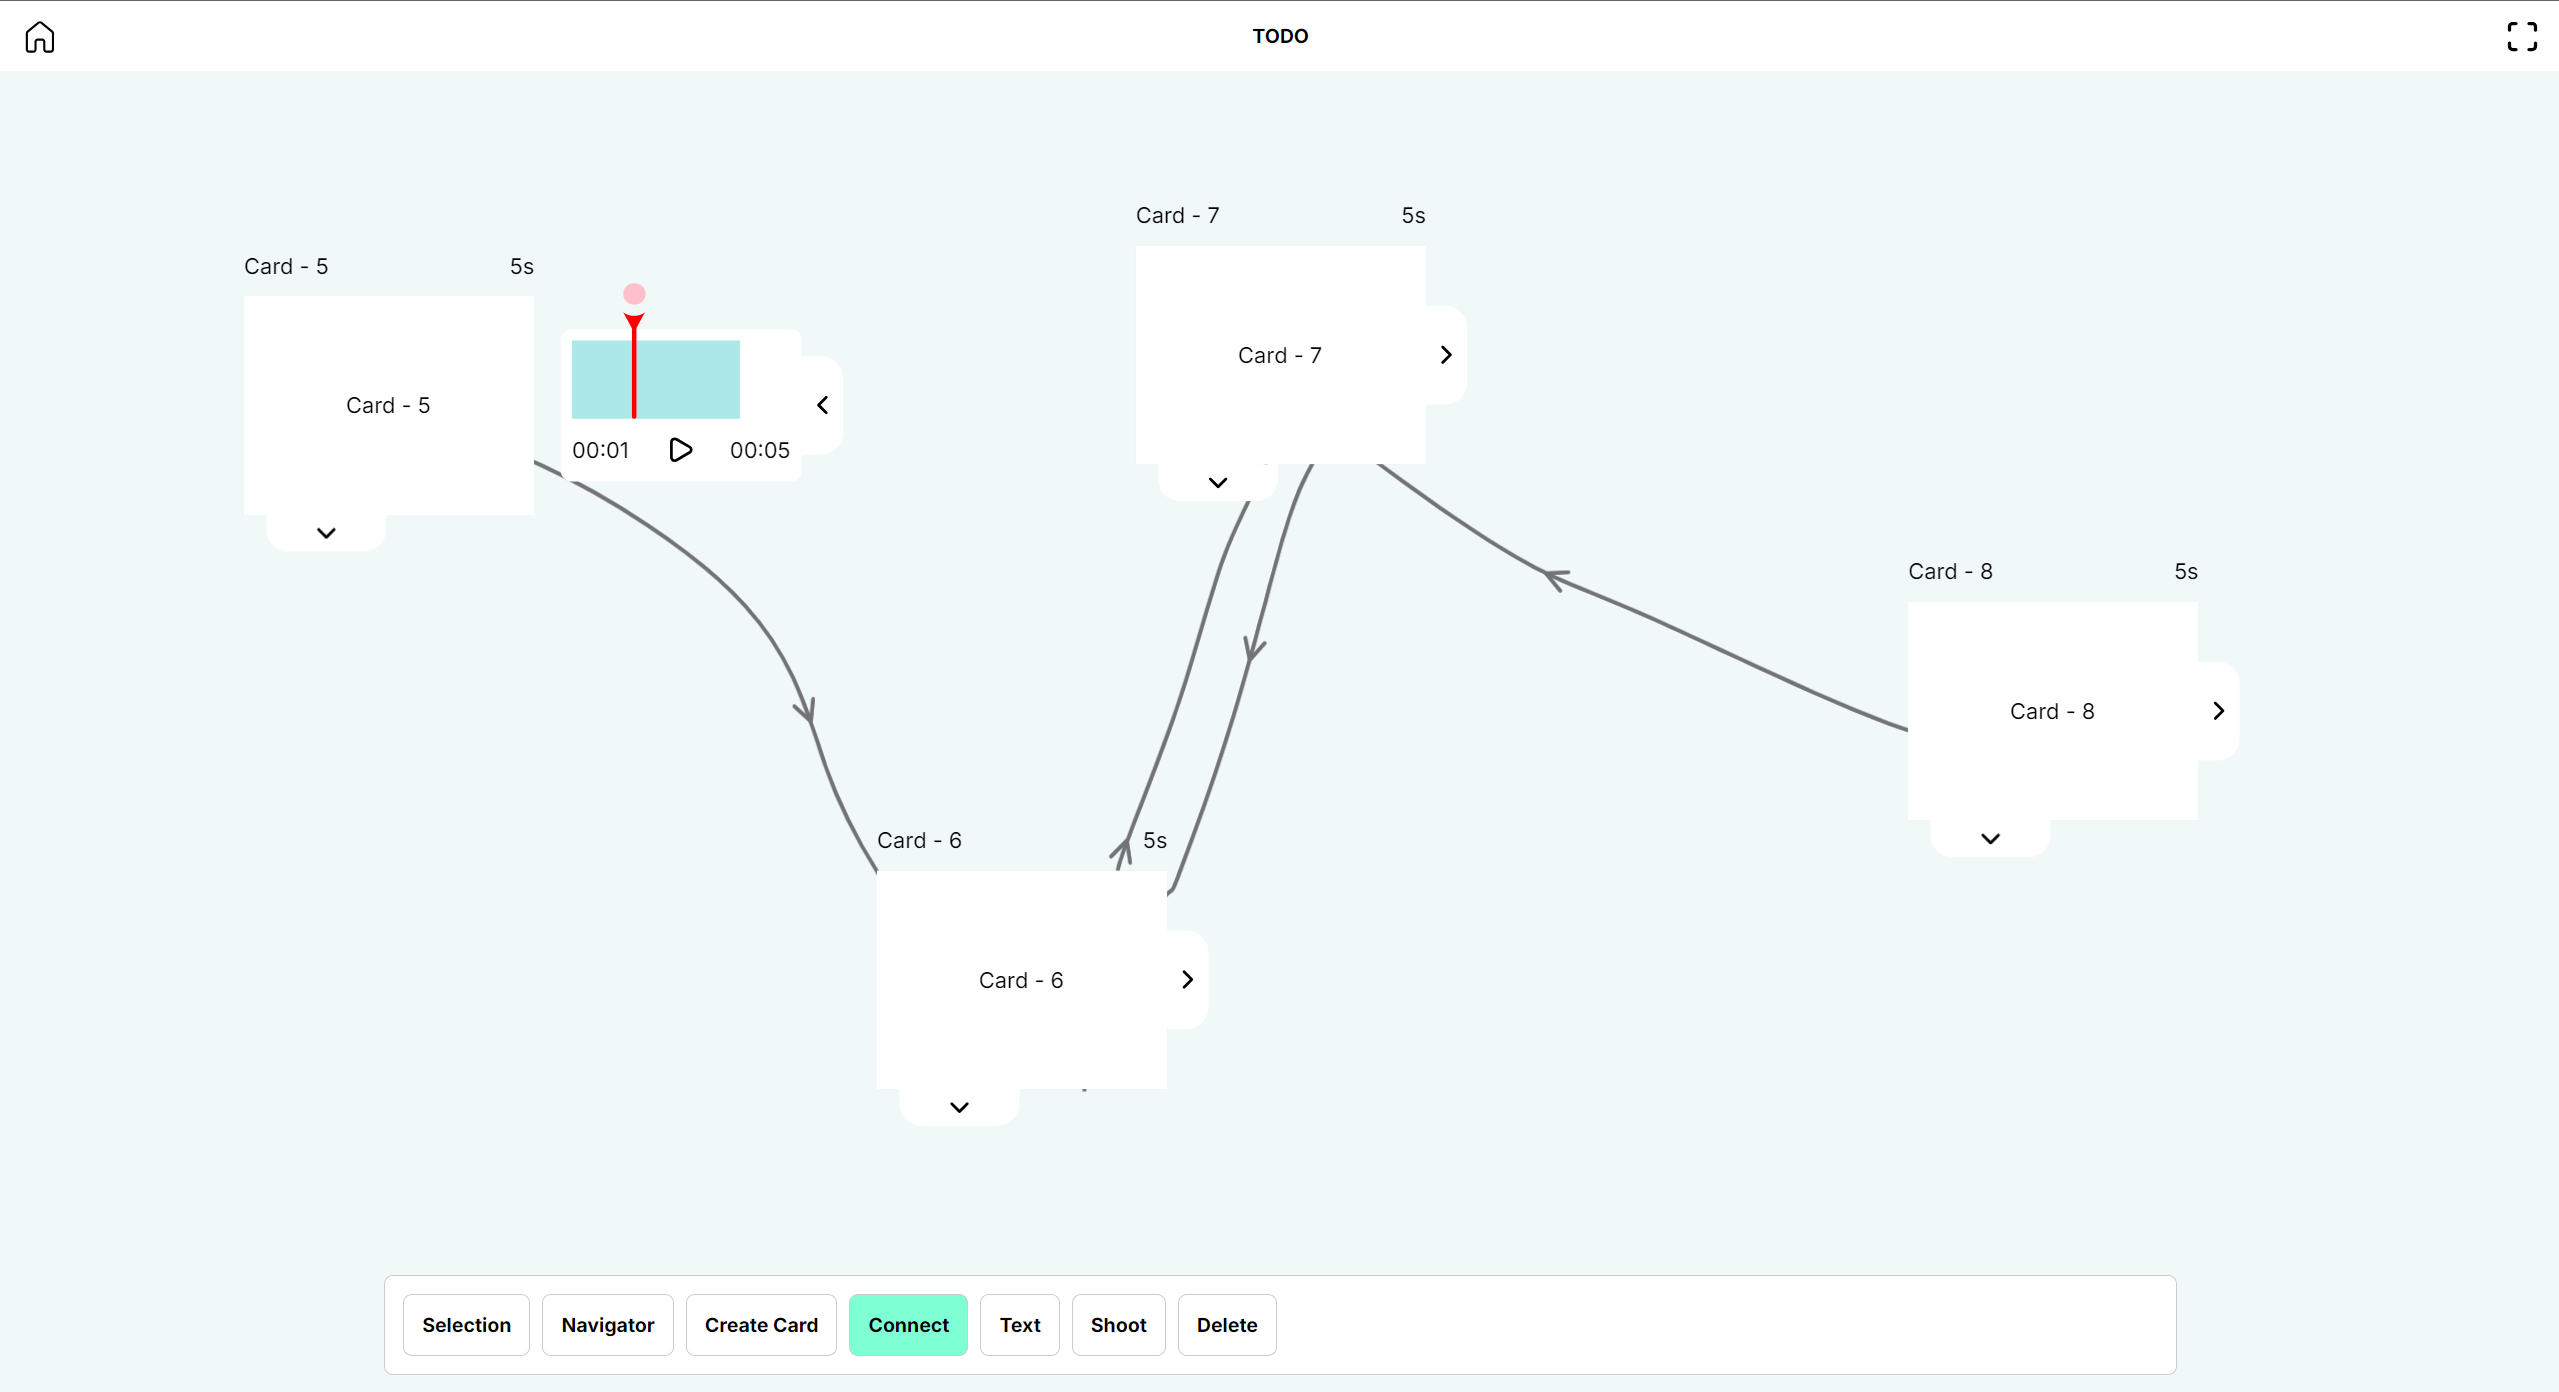 TODO
Card - 5 5s
Card - 5
00:01 00:05
Card - 7 5s
Card - 7
Card - 8 5s
Card - 8
Card - 6 5s
Card - 6
Selection Navigator Create Card Connect Text Shoot Delete